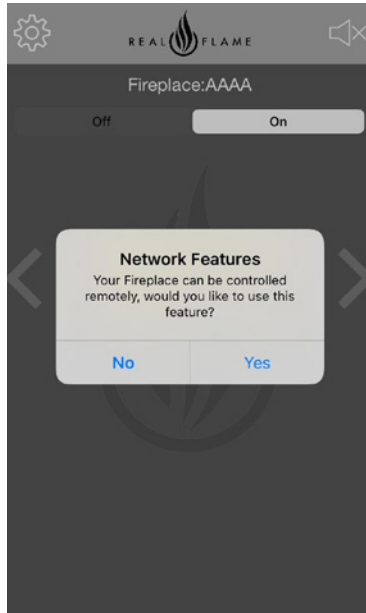 REAL FLAME
Fireplace:AAAA
Off On
Network Features
Your Fireplace can be controlled
remotely, would you like to use this
feature?
No Yes